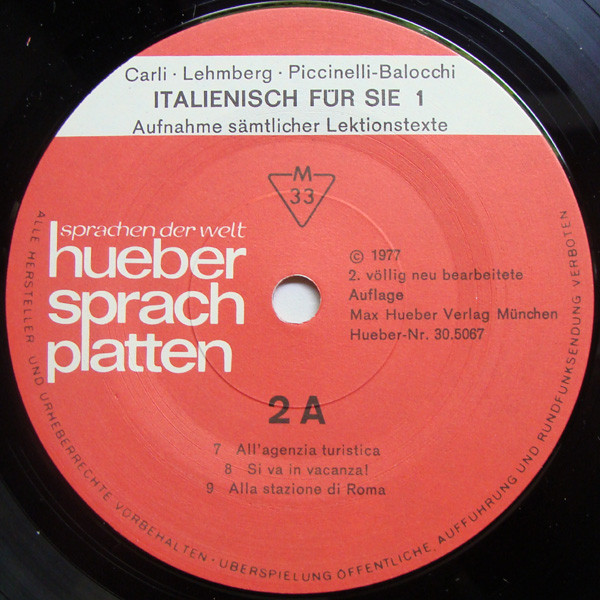 Carli · Lehmberg · Piccinelli-Balocchi
ITALIENISCH FÜR SIE 1
Aufnahme sämtlicher Lektionstexte
M
33
sprachen der welt
hueber
sprach
platten
© 1977
2. völlig neu bearbeitete
Auflage
Max Hueber Verlag München
Hueber-Nr. 30.5067
2 A
7 All'agenzia turistica
8 Si va in vacanza!
9 Alla stazione di Roma
ALLE HERSTELLER UND URHEBERRECHTE VORBEHALTEN · ÜBERSPIELUNG ÖFFENTLICHE, AUFFÜHRUNG UND RUNDFUNKSENDUNG VERBOTEN